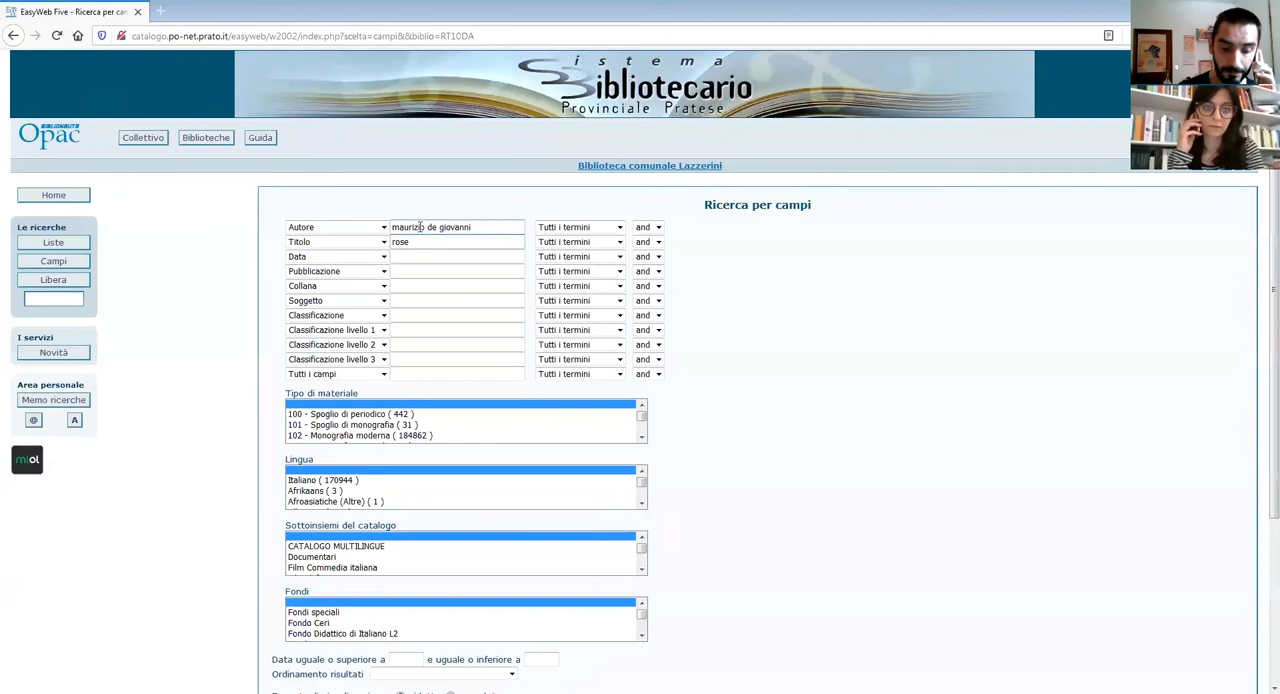 EasyWeb Five - Ricerca per can
catalogo.po-net.prato.it/easyweb/w2002/index.php?scelta=campi&&biblio=RT10DA
Sistema
Bibliotecario
Provinciale Pratese
BIBLIONAUTA
Opac
Collettivo
Biblioteche
Guida
Biblioteca comunale Lazzerini
Home
Le ricerche
Liste
Campi
Libera
I servizi
Novità
Area personale
Memo ricerche
@
A
mlol
Ricerca per campi
Autore maurizio de giovanni Tutti i termini and
Titolo rose Tutti i termini and
Data Tutti i termini and
Pubblicazione Tutti i termini and
Collana Tutti i termini and
Soggetto Tutti i termini and
Classificazione Tutti i termini and
Classificazione livello 1 Tutti i termini and
Classificazione livello 2 Tutti i termini and
Classificazione livello 3 Tutti i termini and
Tutti i campi Tutti i termini and
Tipo di materiale
100 - Spoglio di periodico ( 442 )
101 - Spoglio di monografia ( 31 )
102 - Monografia moderna ( 184862 )
Lingua
Italiano ( 170944 )
Afrikaans ( 3 )
Afroasiatiche (Altre) ( 1 )
Sottoinsiemi del catalogo
CATALOGO MULTILINGUE
Documentari
Film Commedia italiana
Fondi
Fondi speciali
Fondo Ceri
Fondo Didattico di Italiano L2
Data uguale o superiore a e uguale o inferiore a
Ordinamento risultati